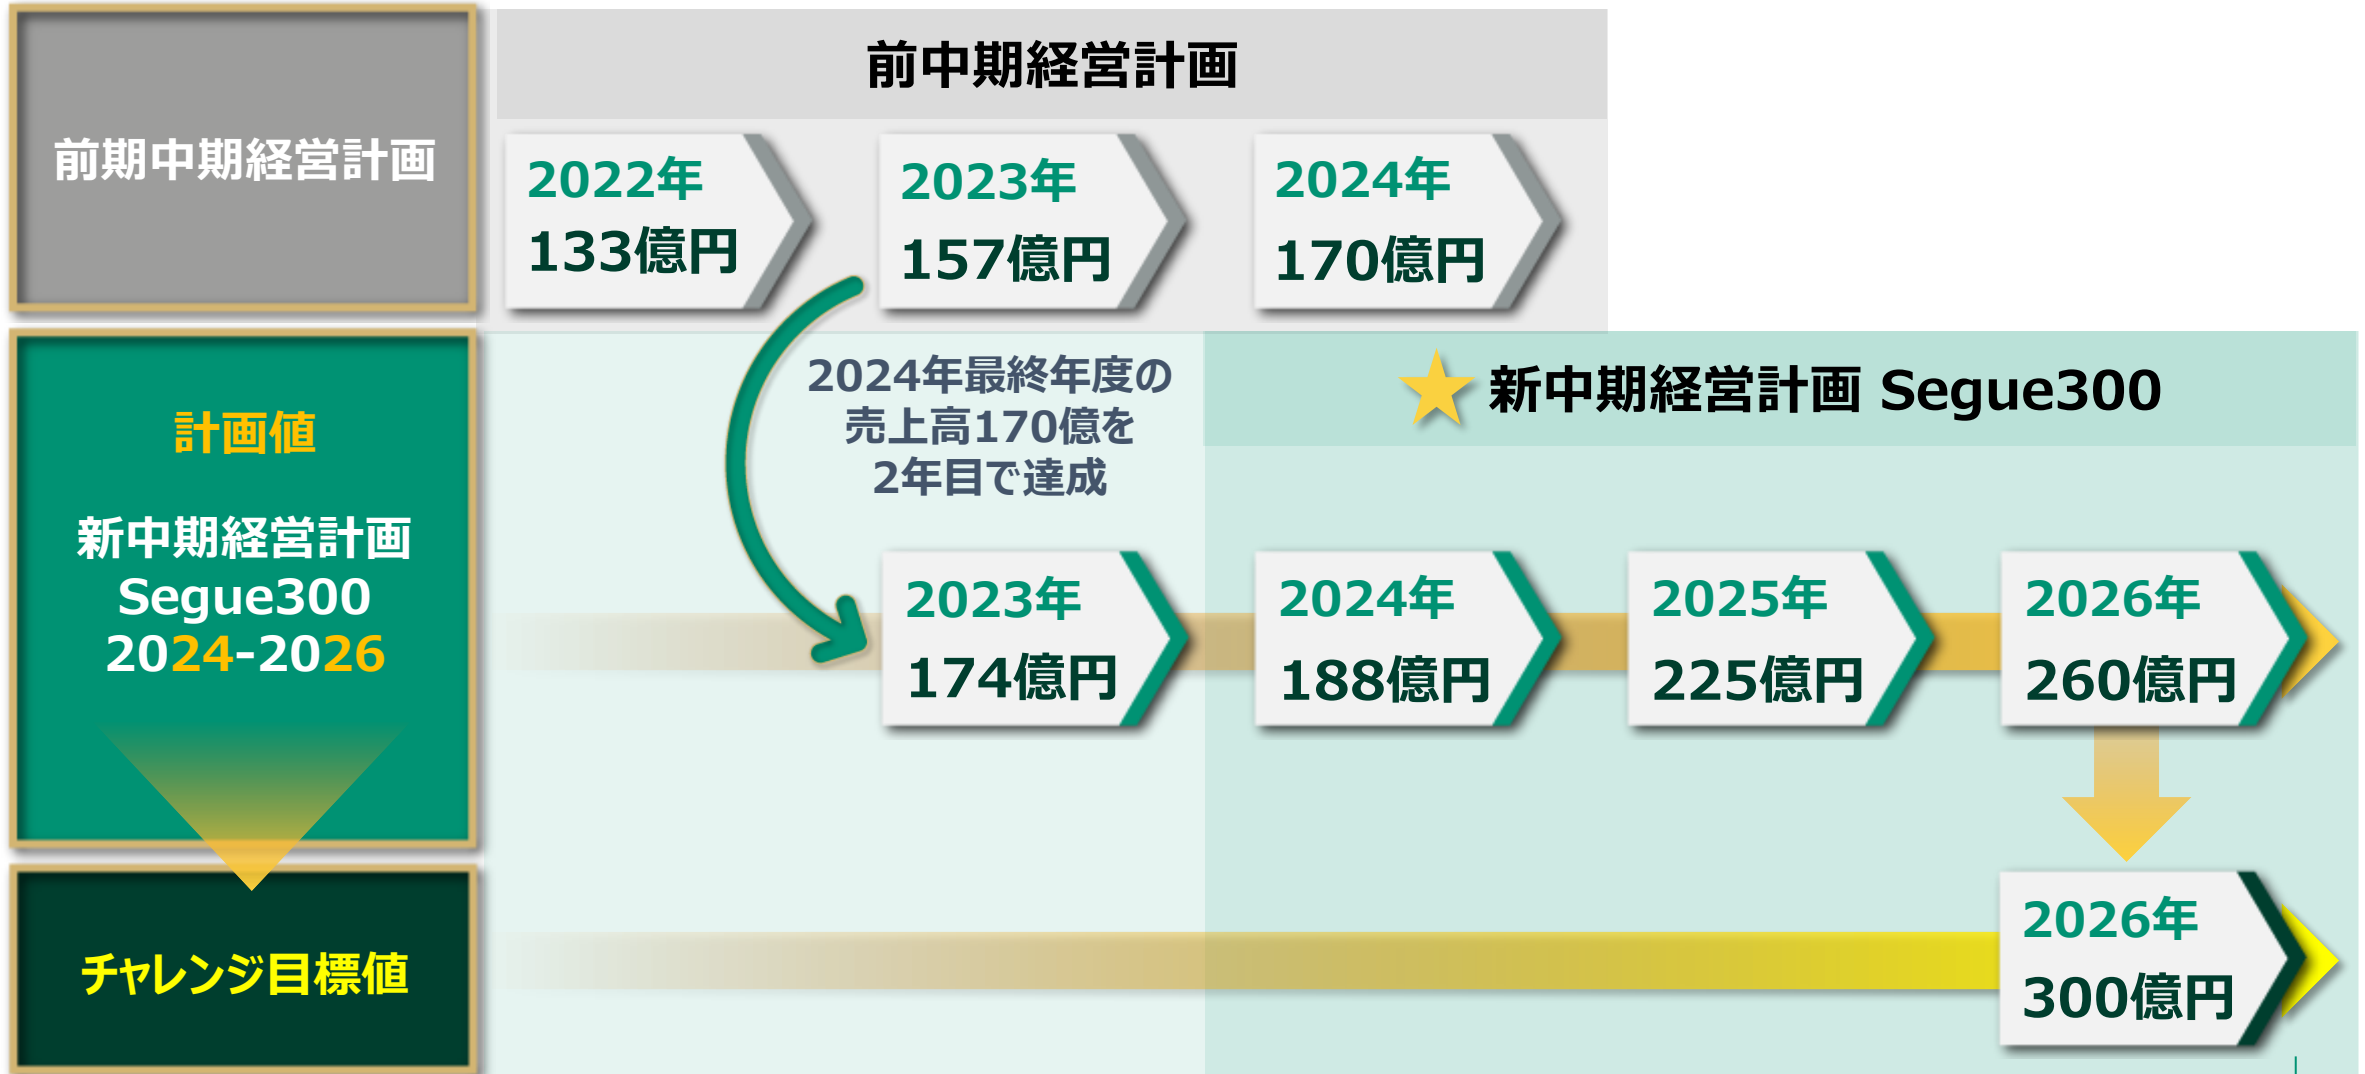 前中期経営計画
前期中期経営計画
2022年
133億円
2023年
157億円
2024年
170億円
2024年最終年度の
売上高170億を
2年目で達成
新中期経営計画 Segue300
計画値
新中期経営計画
Segue300
2024-2026
2023年
174億円
2024年
188億円
2025年
225億円
2026年
260億円
チャレンジ目標値
2026年
300億円